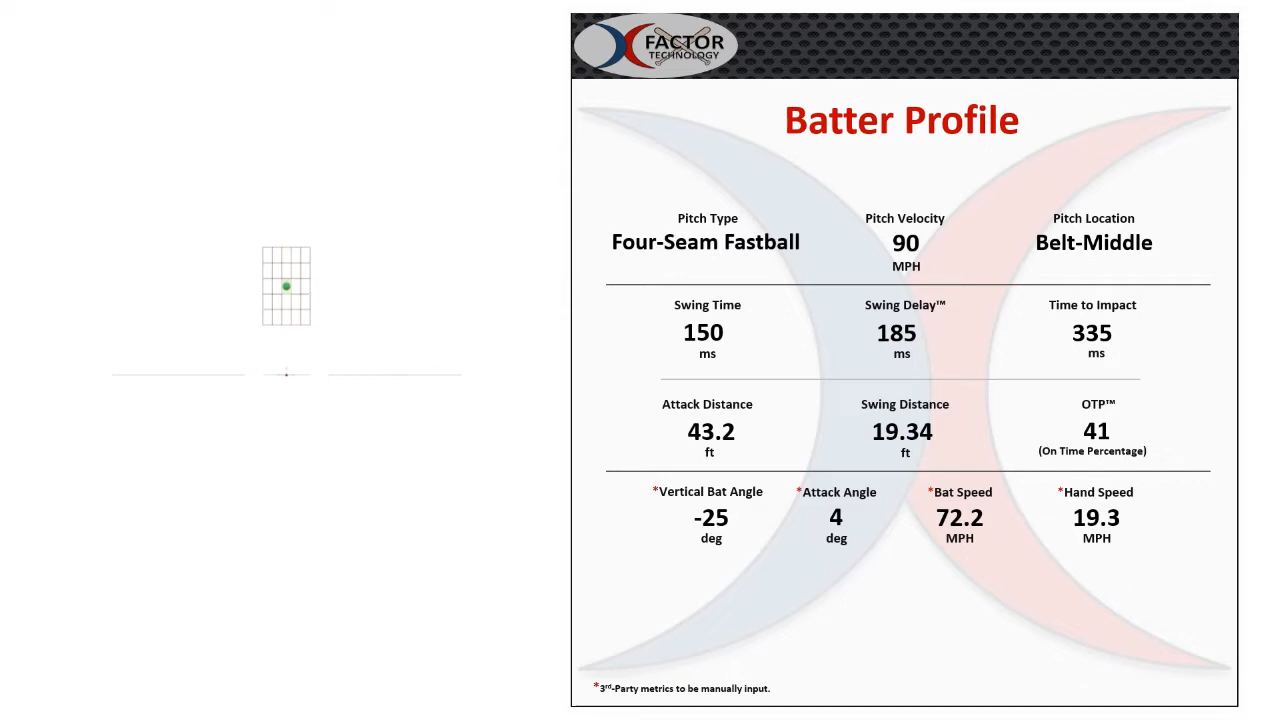 FACTOR
TECHNOLOGY
Batter Profile
Pitch Type Pitch Velocity Pitch Location
Four-Seam Fastball 90 Belt-Middle
MPH
Swing Time Swing Delay™ Time to Impact
150 185 335
ms ms ms
Attack Distance Swing Distance OTP™
43.2 19.34 41
ft ft (On Time Percentage)
*Vertical Bat Angle *Attack Angle *Bat Speed *Hand Speed
-25 4 72.2 19.3
deg deg MPH MPH
*3rd-Party metrics to be manually input.